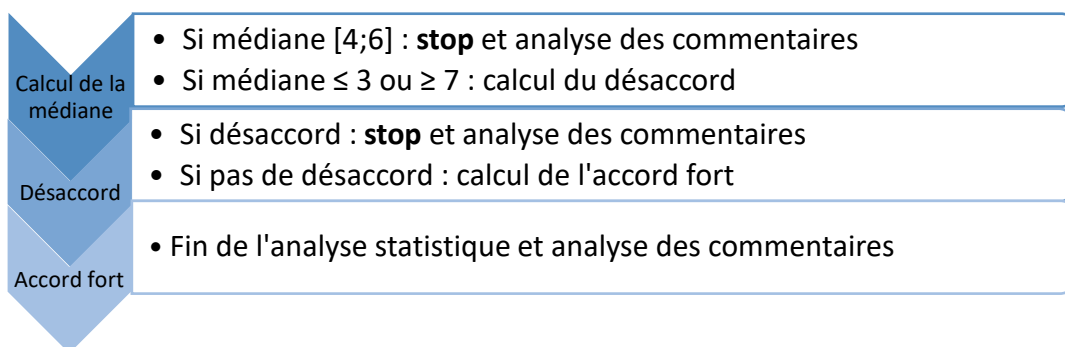 Calcul de la
médiane
• Si médiane [4;6] : stop et analyse des commentaires
• Si médiane ≤ 3 ou ≥ 7 : calcul du désaccord
Désaccord
• Si désaccord : stop et analyse des commentaires
• Si pas de désaccord : calcul de l'accord fort
Accord fort
• Fin de l'analyse statistique et analyse des commentaires